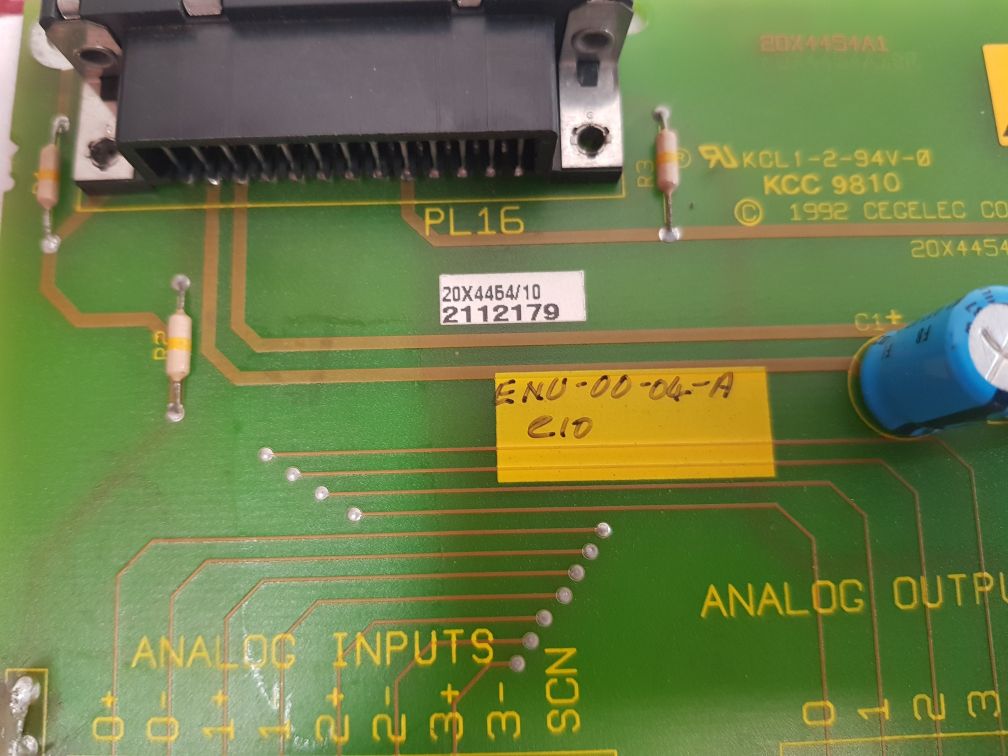 20X4454A1
R1
R3
® RU KCL1-2-94V-0
KCC 9810
© 1992 CEGELEC CO
PL16
20X4454
20X4454/10
2112179
C1+
R2
ENU-00-04-A
C10
ANALOG OUTPU
ANALOG INPUTS
0+
0-
1+
1-
2+
2-
3+
3-
SCN
0
1
2
3